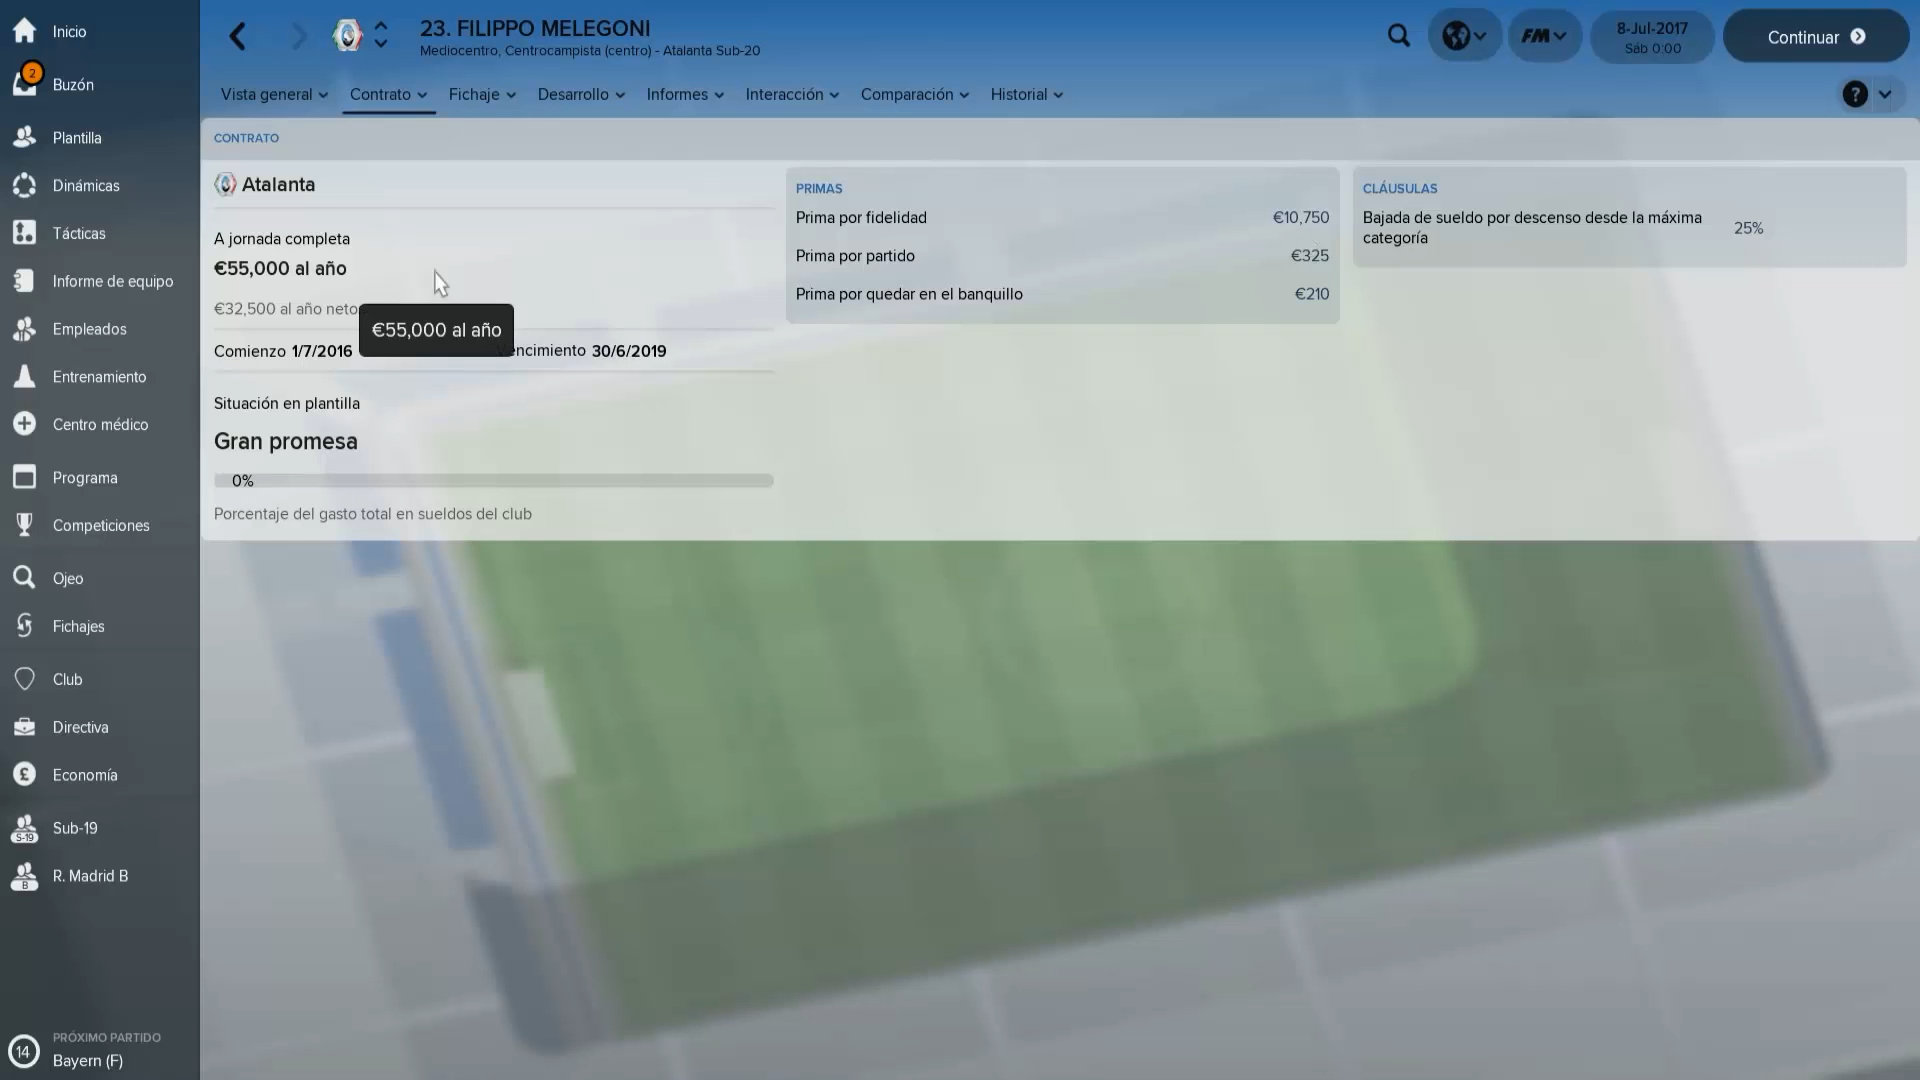 Inicio
2
Buzón
Plantilla
Dinámicas
Tácticas
Informe de equipo
Empleados
Entrenamiento
Centro médico
Programa
Competiciones
Ojeo
Fichajes
Club
Directiva
Economía
S-19
Sub-19
B
R. Madrid B
14
PRÓXIMO PARTIDO
Bayern (F)
23. FILIPPO MELEGONI
Mediocentro, Centrocampista (centro) - Atalanta Sub-20
FM
8-Jul-2017
Sáb 0:00
Continuar
Vista general Contrato Fichaje Desarrollo Informes Interacción Comparación Historial
?
CONTRATO
Atalanta
A jornada completa
€55,000 al año
€32,500 al año neto
€55,000 al año
Comienzo 1/7/2016 Vencimiento 30/6/2019
Situación en plantilla
Gran promesa
0%
Porcentaje del gasto total en sueldos del club
PRIMAS
Prima por fidelidad €10,750
Prima por partido €325
Prima por quedar en el banquillo €210
CLÁUSULAS
Bajada de sueldo por descenso desde la máxima
categoría
25%